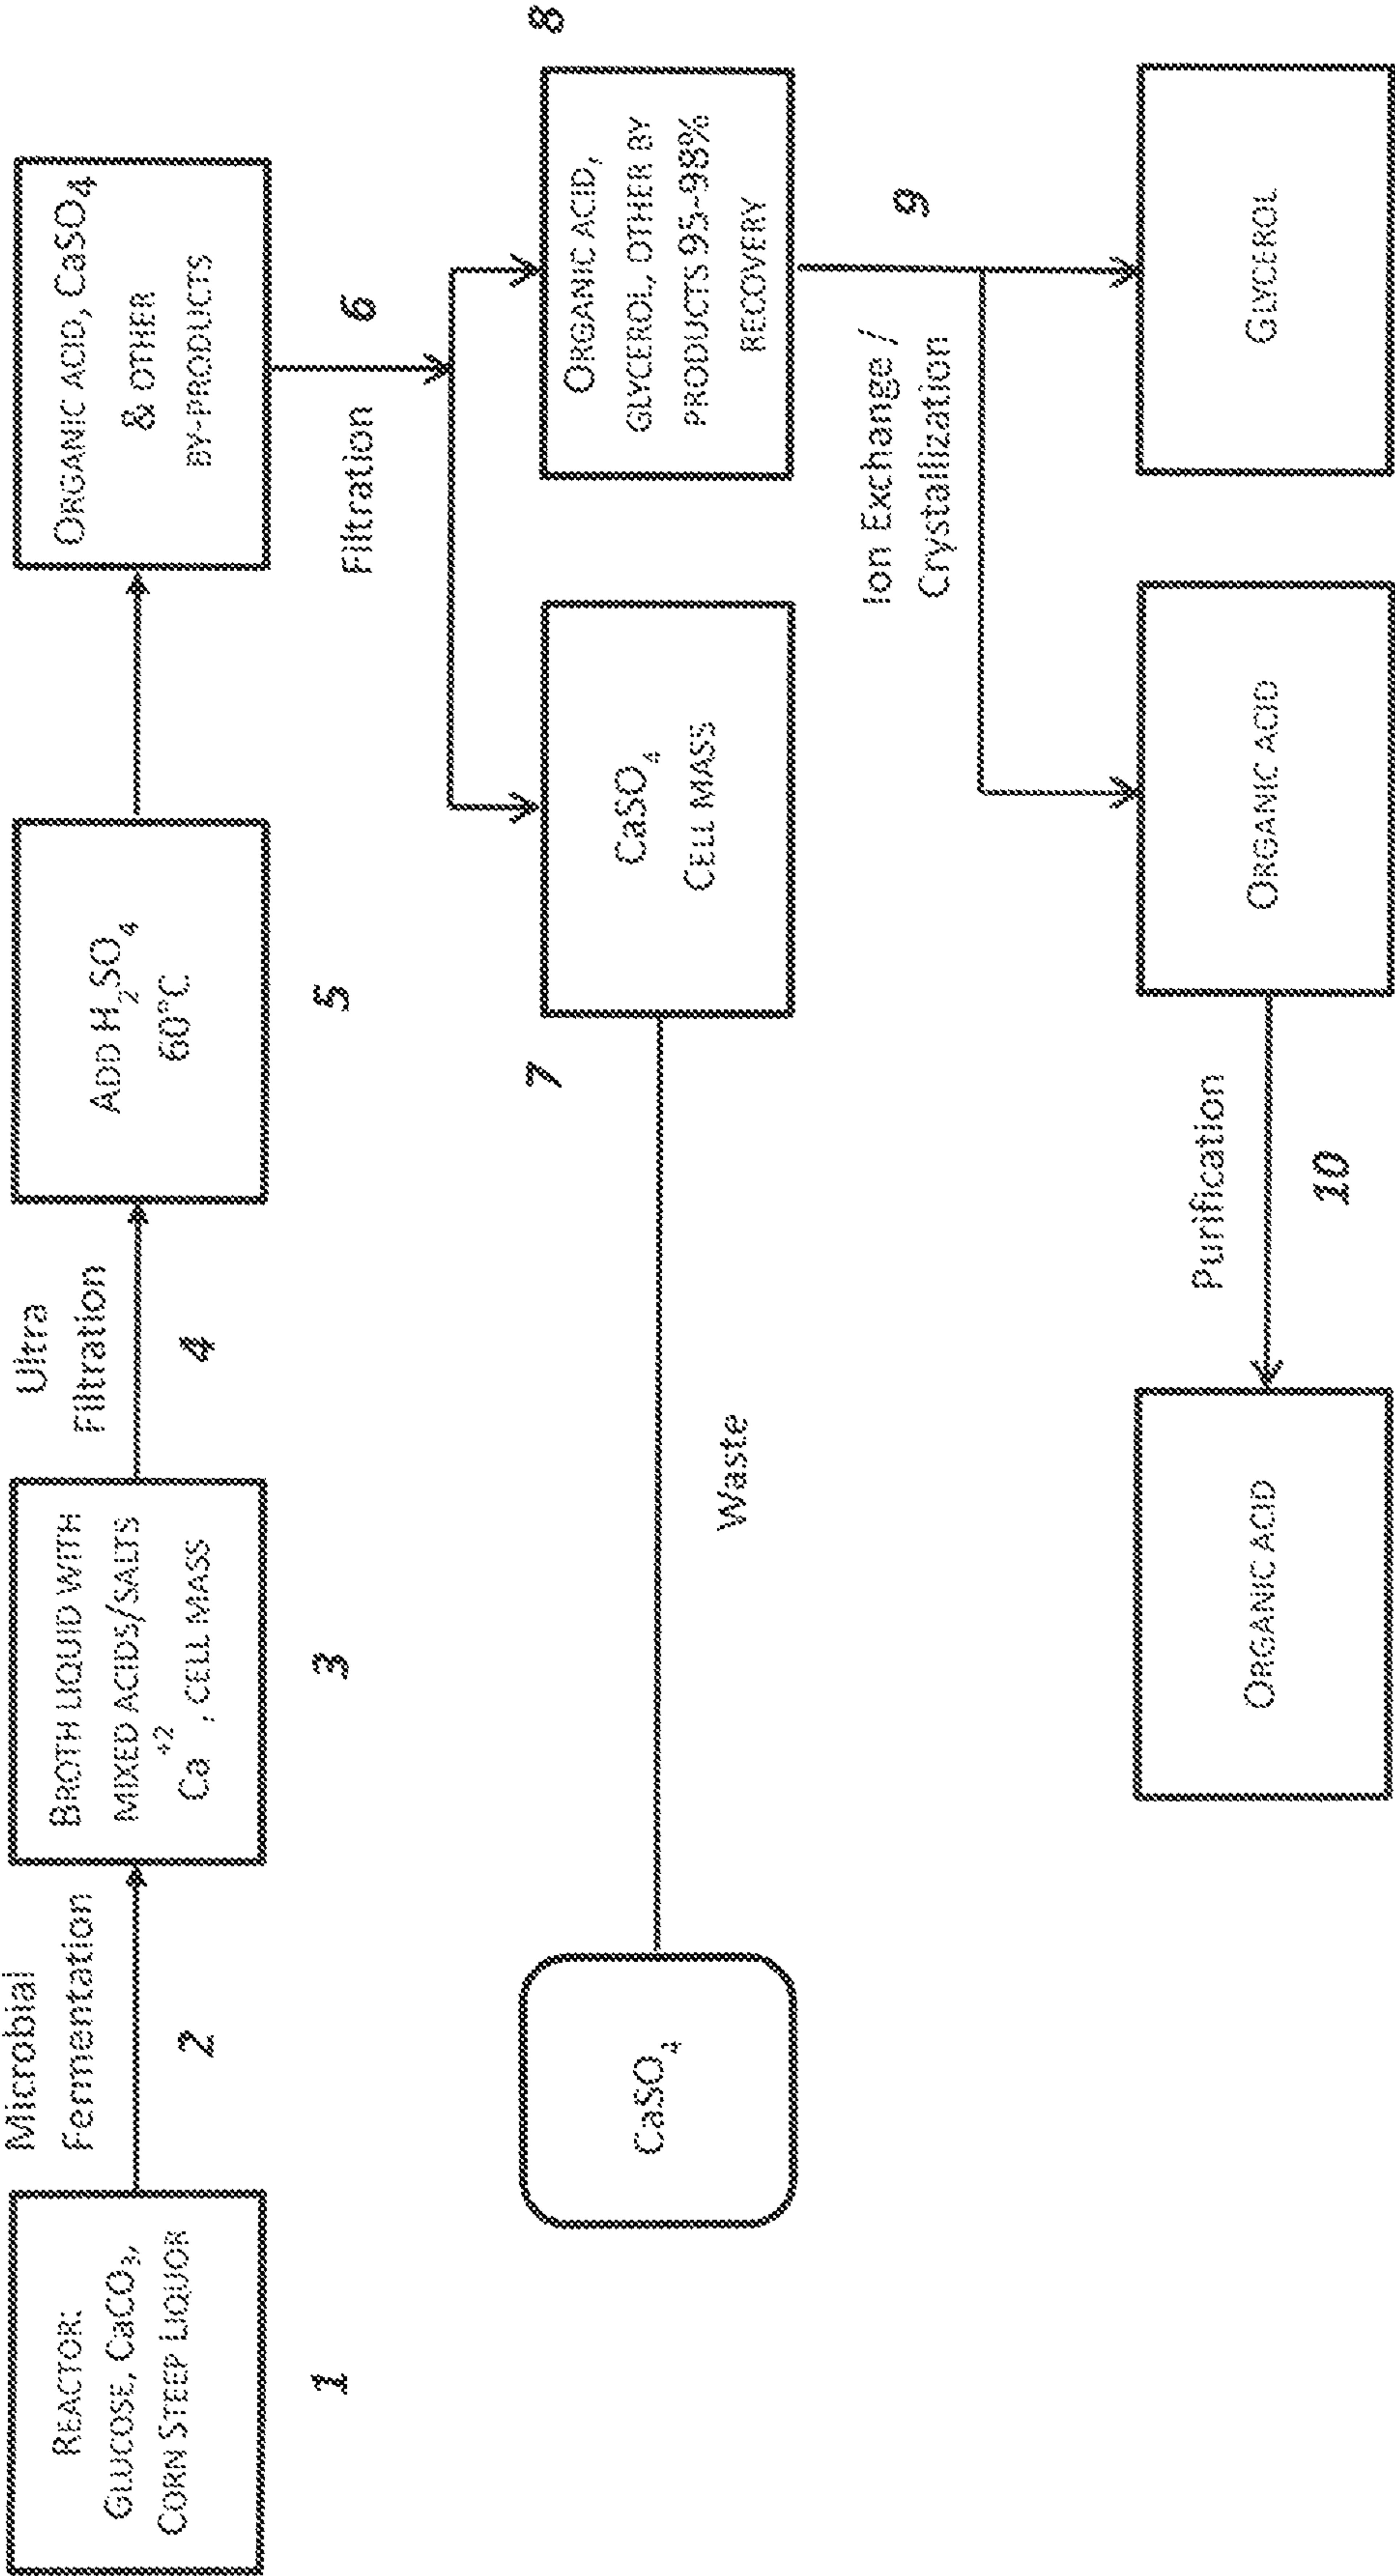 REACTOR:
GLUCOSE, CaCO3,
CORN STEEP LIQUOR
1
Microbial
Fermentation
2
BROTH LIQUID WITH
MIXED ACIDS/SALTS
Ca+2, CELL MASS
3
Ultra
Filtration
4
ADD H2SO4
60°C
5
ORGANIC ACID, CaSO4
& OTHER
BY-PRODUCTS
Filtration
6
CaSO4
Waste
7
CaSO4
CELL MASS
8
ORGANIC ACID,
GLYCEROL, OTHER BY
PRODUCTS 95-98%
RECOVERY
Ion Exchange /
Crystallization
9
ORGANIC ACID
Purification
10
ORGANIC ACID
GLYCEROL